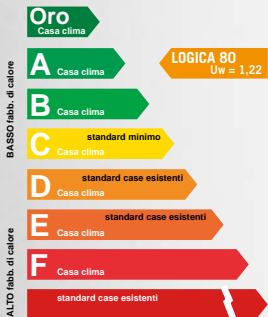 Oro
Casa clima
A Casa clima
LOGICA 80
Uw = 1,22
B Casa clima
standard minimo
C Casa clima
standard case esistenti
D Casa clima
standard case esistenti
E Casa clima
F Casa clima
standard case esistenti
BASSO fabb. di calore
ALTO fabb. di calore